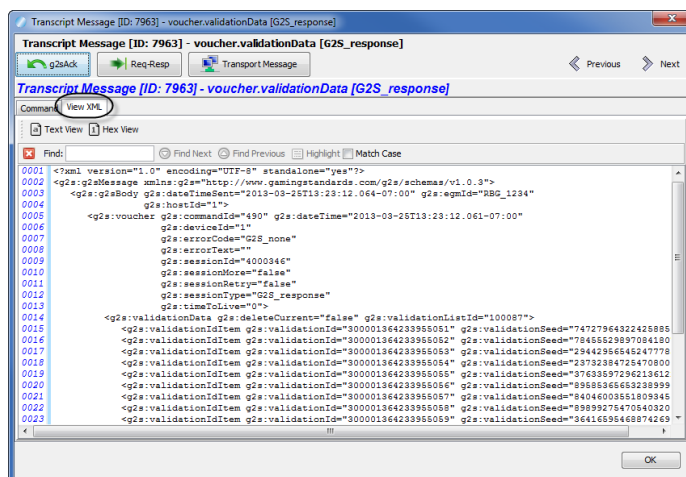 Transcript Message [ID: 7963] - voucher.validationData [G2S_response]
Transcript Message [ID: 7963] - voucher.validationData [G2S_response]
g2sAck Req-Resp Transport Message Previous Next
Transcript Message [ID: 7963] - voucher.validationData [G2S_response]
Command View XML
a Text View 1 Hex View
Find: Find Next Find Previous Highlight Match Case
0001 <?xml version="1.0" encoding="UTF-8" standalone="yes"?>
0002 <g2s:g2sMessage xmlns:g2s="http://www.gamingstandards.com/g2s/schemas/v1.0.3">
0003 <g2s:g2sBody g2s:dateTimeSent="2013-03-25T13:23:12.064-07:00" g2s:egmId="RBG_1234"
0004 g2s:hostId="1">
0005 <g2s:voucher g2s:commandId="490" g2s:dateTime="2013-03-25T13:23:12.061-07:00"
0006 g2s:deviceId="1"
0007 g2s:errorCode="G2S_none"
0008 g2s:errorText=""
0009 g2s:sessionId="4000346"
0010 g2s:sessionMore="false"
0011 g2s:sessionRetry="false"
0012 g2s:sessionType="G2S_response"
0013 g2s:timeToLive="0">
0014 <g2s:validationData g2s:deleteCurrent="false" g2s:validationListId="100087">
0015 <g2s:validationIdItem g2s:validationId="300001364233955051" g2s:validationSeed="74727964322425885
0016 <g2s:validationIdItem g2s:validationId="300001364233955052" g2s:validationSeed="78455529897084180
0017 <g2s:validationIdItem g2s:validationId="300001364233955053" g2s:validationSeed="29442956545247778
0018 <g2s:validationIdItem g2s:validationId="300001364233955054" g2s:validationSeed="23732384725470800
0019 <g2s:validationIdItem g2s:validationId="300001364233955055" g2s:validationSeed="37633597296213612
0020 <g2s:validationIdItem g2s:validationId="300001364233955056" g2s:validationSeed="89585365653238999
0021 <g2s:validationIdItem g2s:validationId="300001364233955057" g2s:validationSeed="84046003551809345
0022 <g2s:validationIdItem g2s:validationId="300001364233955058" g2s:validationSeed="89899275470540320
0023 <g2s:validationIdItem g2s:validationId="300001364233955059" g2s:validationSeed="36416595468874269
OK